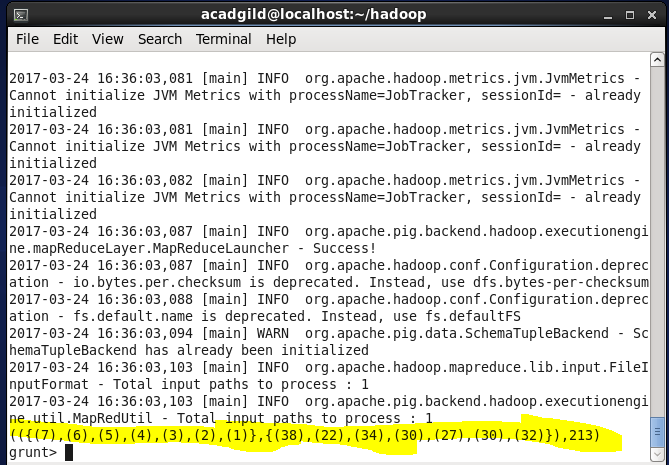 acadgild@localhost:~/hadoop
File Edit View Search Terminal Help
2017-03-24 16:36:03,081 [main] INFO  org.apache.hadoop.metrics.jvm.JvmMetrics -
Cannot initialize JVM Metrics with processName=JobTracker, sessionId= - already
initialized
2017-03-24 16:36:03,081 [main] INFO  org.apache.hadoop.metrics.jvm.JvmMetrics -
Cannot initialize JVM Metrics with processName=JobTracker, sessionId= - already
initialized
2017-03-24 16:36:03,082 [main] INFO  org.apache.hadoop.metrics.jvm.JvmMetrics -
Cannot initialize JVM Metrics with processName=JobTracker, sessionId= - already
initialized
2017-03-24 16:36:03,087 [main] INFO  org.apache.pig.backend.hadoop.executionengi
ne.mapReduceLayer.MapReduceLauncher - Success!
2017-03-24 16:36:03,087 [main] INFO  org.apache.hadoop.conf.Configuration.deprec
ation - io.bytes.per.checksum is deprecated. Instead, use dfs.bytes-per-checksum
2017-03-24 16:36:03,088 [main] INFO  org.apache.hadoop.conf.Configuration.deprec
ation - fs.default.name is deprecated. Instead, use fs.defaultFS
2017-03-24 16:36:03,094 [main] WARN  org.apache.pig.data.SchemaTupleBackend - Sc
hemaTupleBackend has already been initialized
2017-03-24 16:36:03,103 [main] INFO  org.apache.hadoop.mapreduce.lib.input.FileI
nputFormat - Total input paths to process : 1
2017-03-24 16:36:03,103 [main] INFO  org.apache.pig.backend.hadoop.executionengi
ne.util.MapRedUtil - Total input paths to process : 1
(({(7),(6),(5),(4),(3),(2),(1)},{(38),(22),(34),(30),(27),(30),(32)}),213)
grunt>